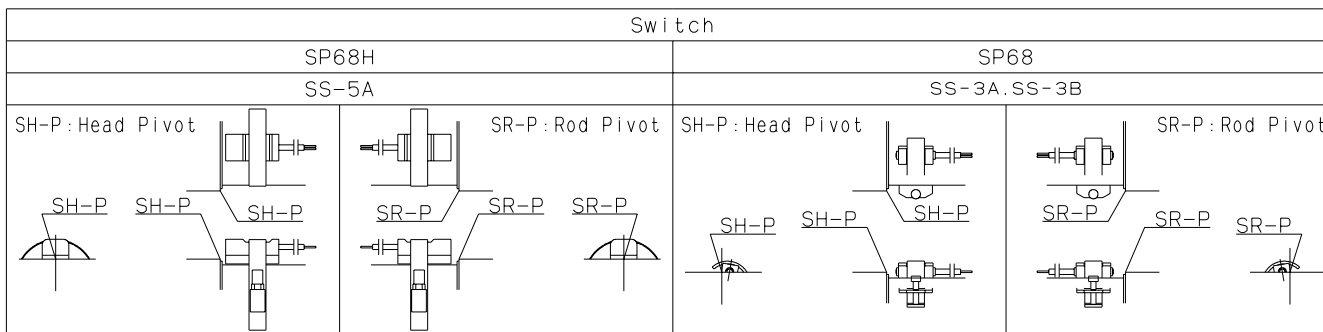 Switch
SP68H SP68
SS-5A SS-3A.SS-3B
SH-P:Head Pivot SR-P:Rod Pivot SH-P:Head Pivot SR-P:Rod Pivot
SH-P SH-P SH-P SR-P SR-P SR-P SH-P SH-P SH-P SR-P SR-P SR-P